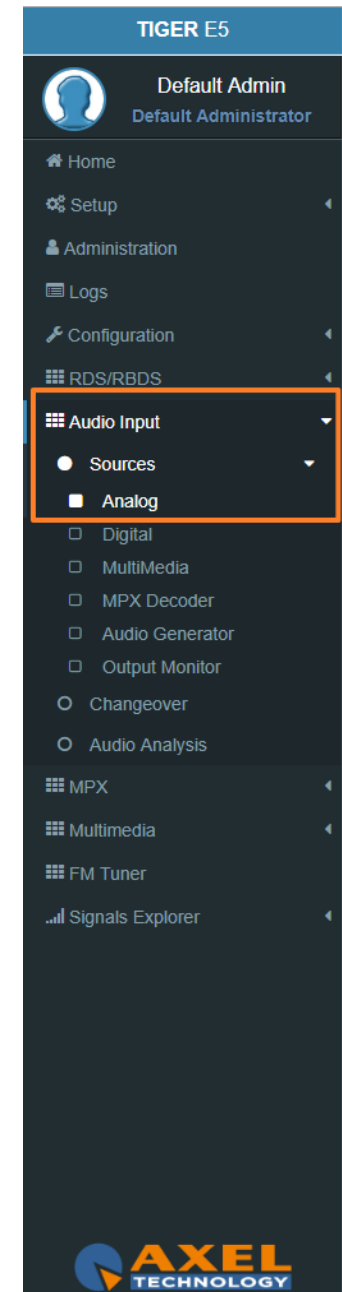 TIGER E5
Default Admin
Default Administrator
Home
Setup
Administration
Logs
Configuration
RDS/RBDS
Audio Input
Sources
Analog
Digital
MultiMedia
MPX Decoder
Audio Generator
Output Monitor
Changeover
Audio Analysis
MPX
Multimedia
FM Tuner
Signals Explorer
AXEL
TECHNOLOGY